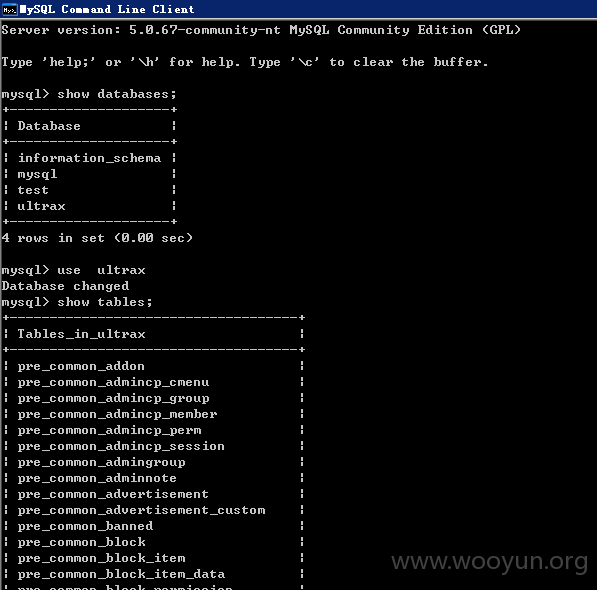 MySQL Command Line Client
Server version: 5.0.67-community-nt MySQL Community Edition (GPL)
Type 'help;' or '\h' for help. Type '\c' to clear the buffer.
mysql> show databases;
+--------------------+
| Database           |
+--------------------+
| information_schema |
| mysql              |
| test               |
| ultrax             |
+--------------------+
4 rows in set (0.00 sec)
mysql> use  ultrax
Database changed
mysql> show tables;
+-----------------------------------+
| Tables_in_ultrax                  |
+-----------------------------------+
| pre_common_addon                  |
| pre_common_admincp_cmenu          |
| pre_common_admincp_group          |
| pre_common_admincp_member         |
| pre_common_admincp_perm           |
| pre_common_admincp_session        |
| pre_common_admingroup             |
| pre_common_adminnote              |
| pre_common_advertisement          |
| pre_common_advertisement_custom   |
| pre_common_banned                 |
| pre_common_block                  |
| pre_common_block_item             |
| pre_common_block_item_data        |
| pre_common_block_permission       |
www.wooyun.org